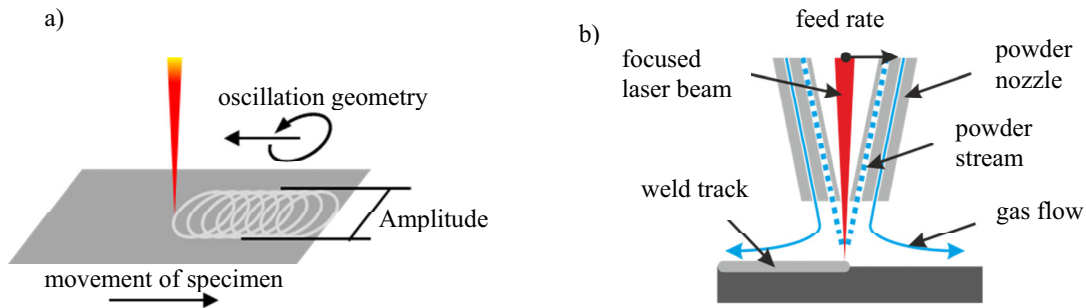 a)
oscillation geometry
Amplitude
movement of specimen
b)
feed rate
focused
laser beam
powder
nozzle
powder
stream
weld track
gas flow